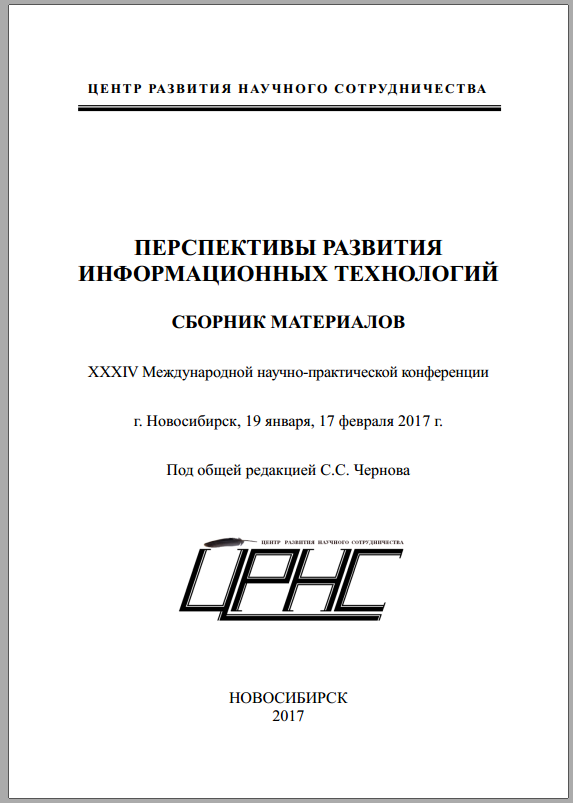 ЦЕНТР РАЗВИТИЯ НАУЧНОГО СОТРУДНИЧЕСТВА
ПЕРСПЕКТИВЫ РАЗВИТИЯ
ИНФОРМАЦИОННЫХ ТЕХНОЛОГИЙ
СБОРНИК МАТЕРИАЛОВ
XXXIV Международной научно-практической конференции
г. Новосибирск, 19 января, 17 февраля 2017 г.
Под общей редакцией С.С. Чернова
ЦЕНТР РАЗВИТИЯ НАУЧНОГО СОТРУДНИЧЕСТВА
ЦРНС
НОВОСИБИРСК
2017